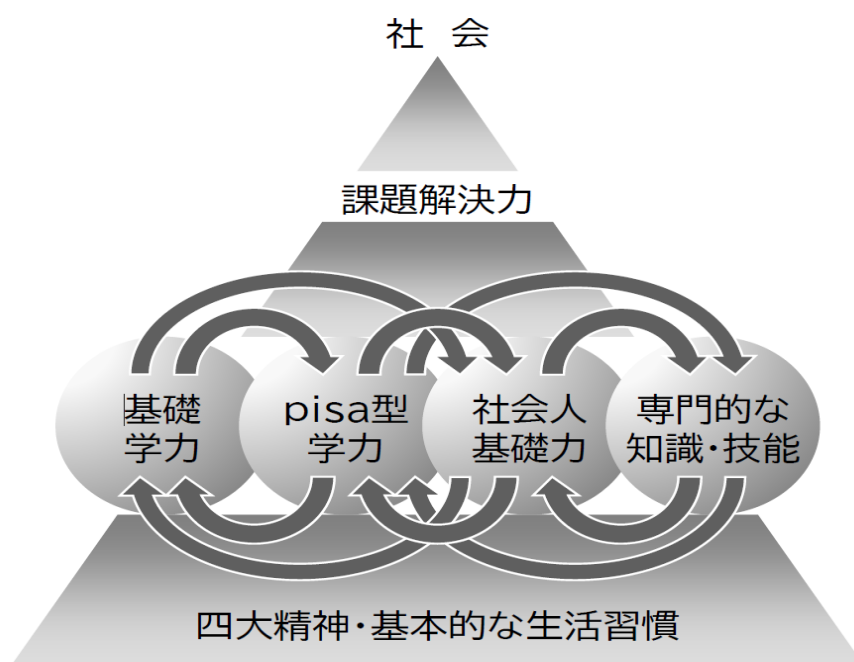 社 会
課題解決力
基礎
学力
pisa型
学力
社会人
基礎力
専門的な
知識・技能
四大精神・基本的な生活習慣